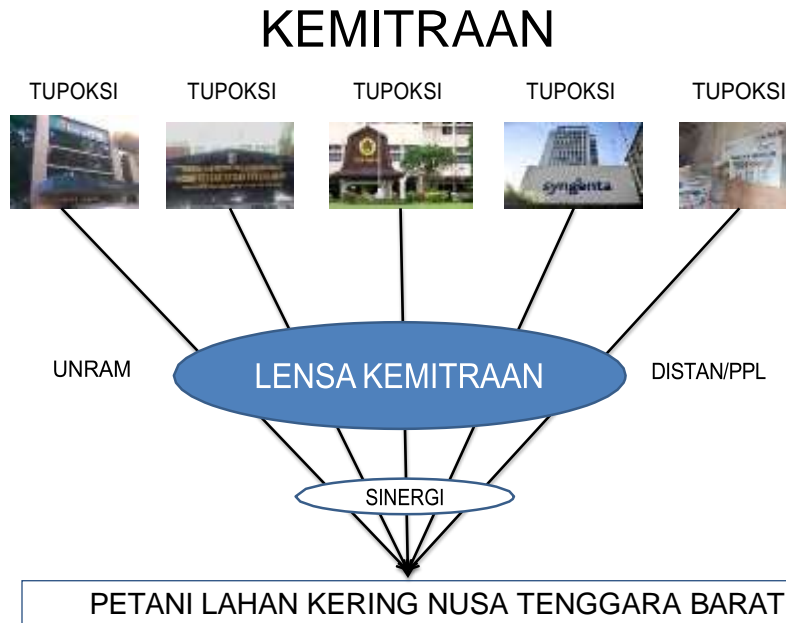 KEMITRAAN
TUPOKSI TUPOKSI TUPOKSI TUPOKSI TUPOKSI
syngenta
UNRAM
LENSA KEMITRAAN
DISTAN/PPL
SINERGI
PETANI LAHAN KERING NUSA TENGGARA BARAT